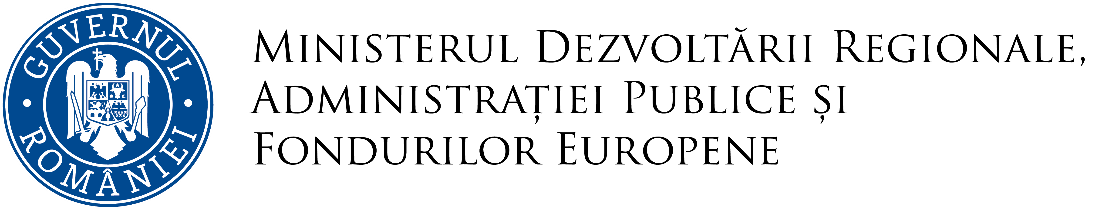 GUVERNUL
ROMÂNIEI
MINISTERUL DEZVOLTĂRII REGIONALE,
ADMINISTRAȚIEI PUBLICE ȘI
FONDURILOR EUROPENE